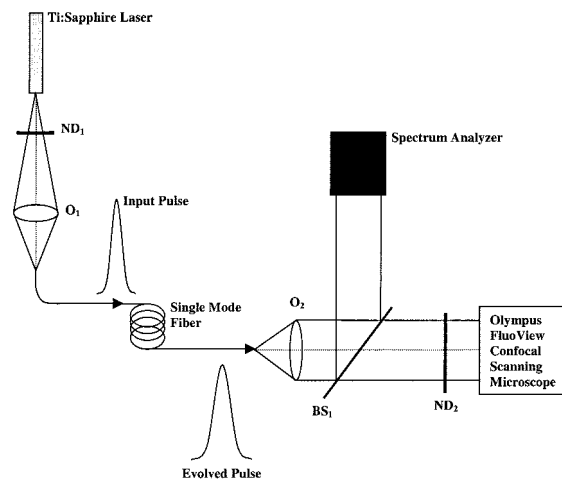 Ti:Sapphire Laser
ND1
O1
Input Pulse
Single Mode
Fiber
Evolved Pulse
O2
Spectrum Analyzer
BS1
ND2
Olympus
FluoView
Confocal
Scanning
Microscope